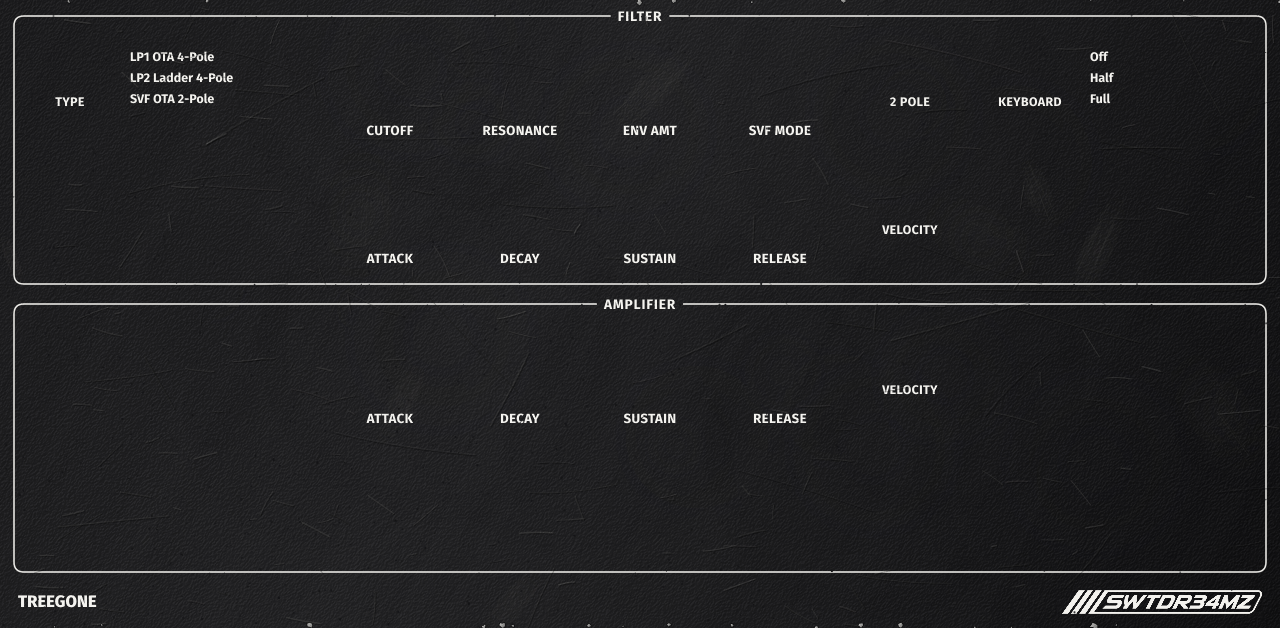 FILTER
LP1 OTA 4-Pole
LP2 Ladder 4-Pole
SVF OTA 2-Pole
TYPE
CUTOFF
RESONANCE
ENV AMT
SVF MODE
2 POLE
KEYBOARD
Off
Half
Full
ATTACK
DECAY
SUSTAIN
RELEASE
VELOCITY
AMPLIFIER
ATTACK
DECAY
SUSTAIN
RELEASE
VELOCITY
TREEGONE
SWTDR34MZ